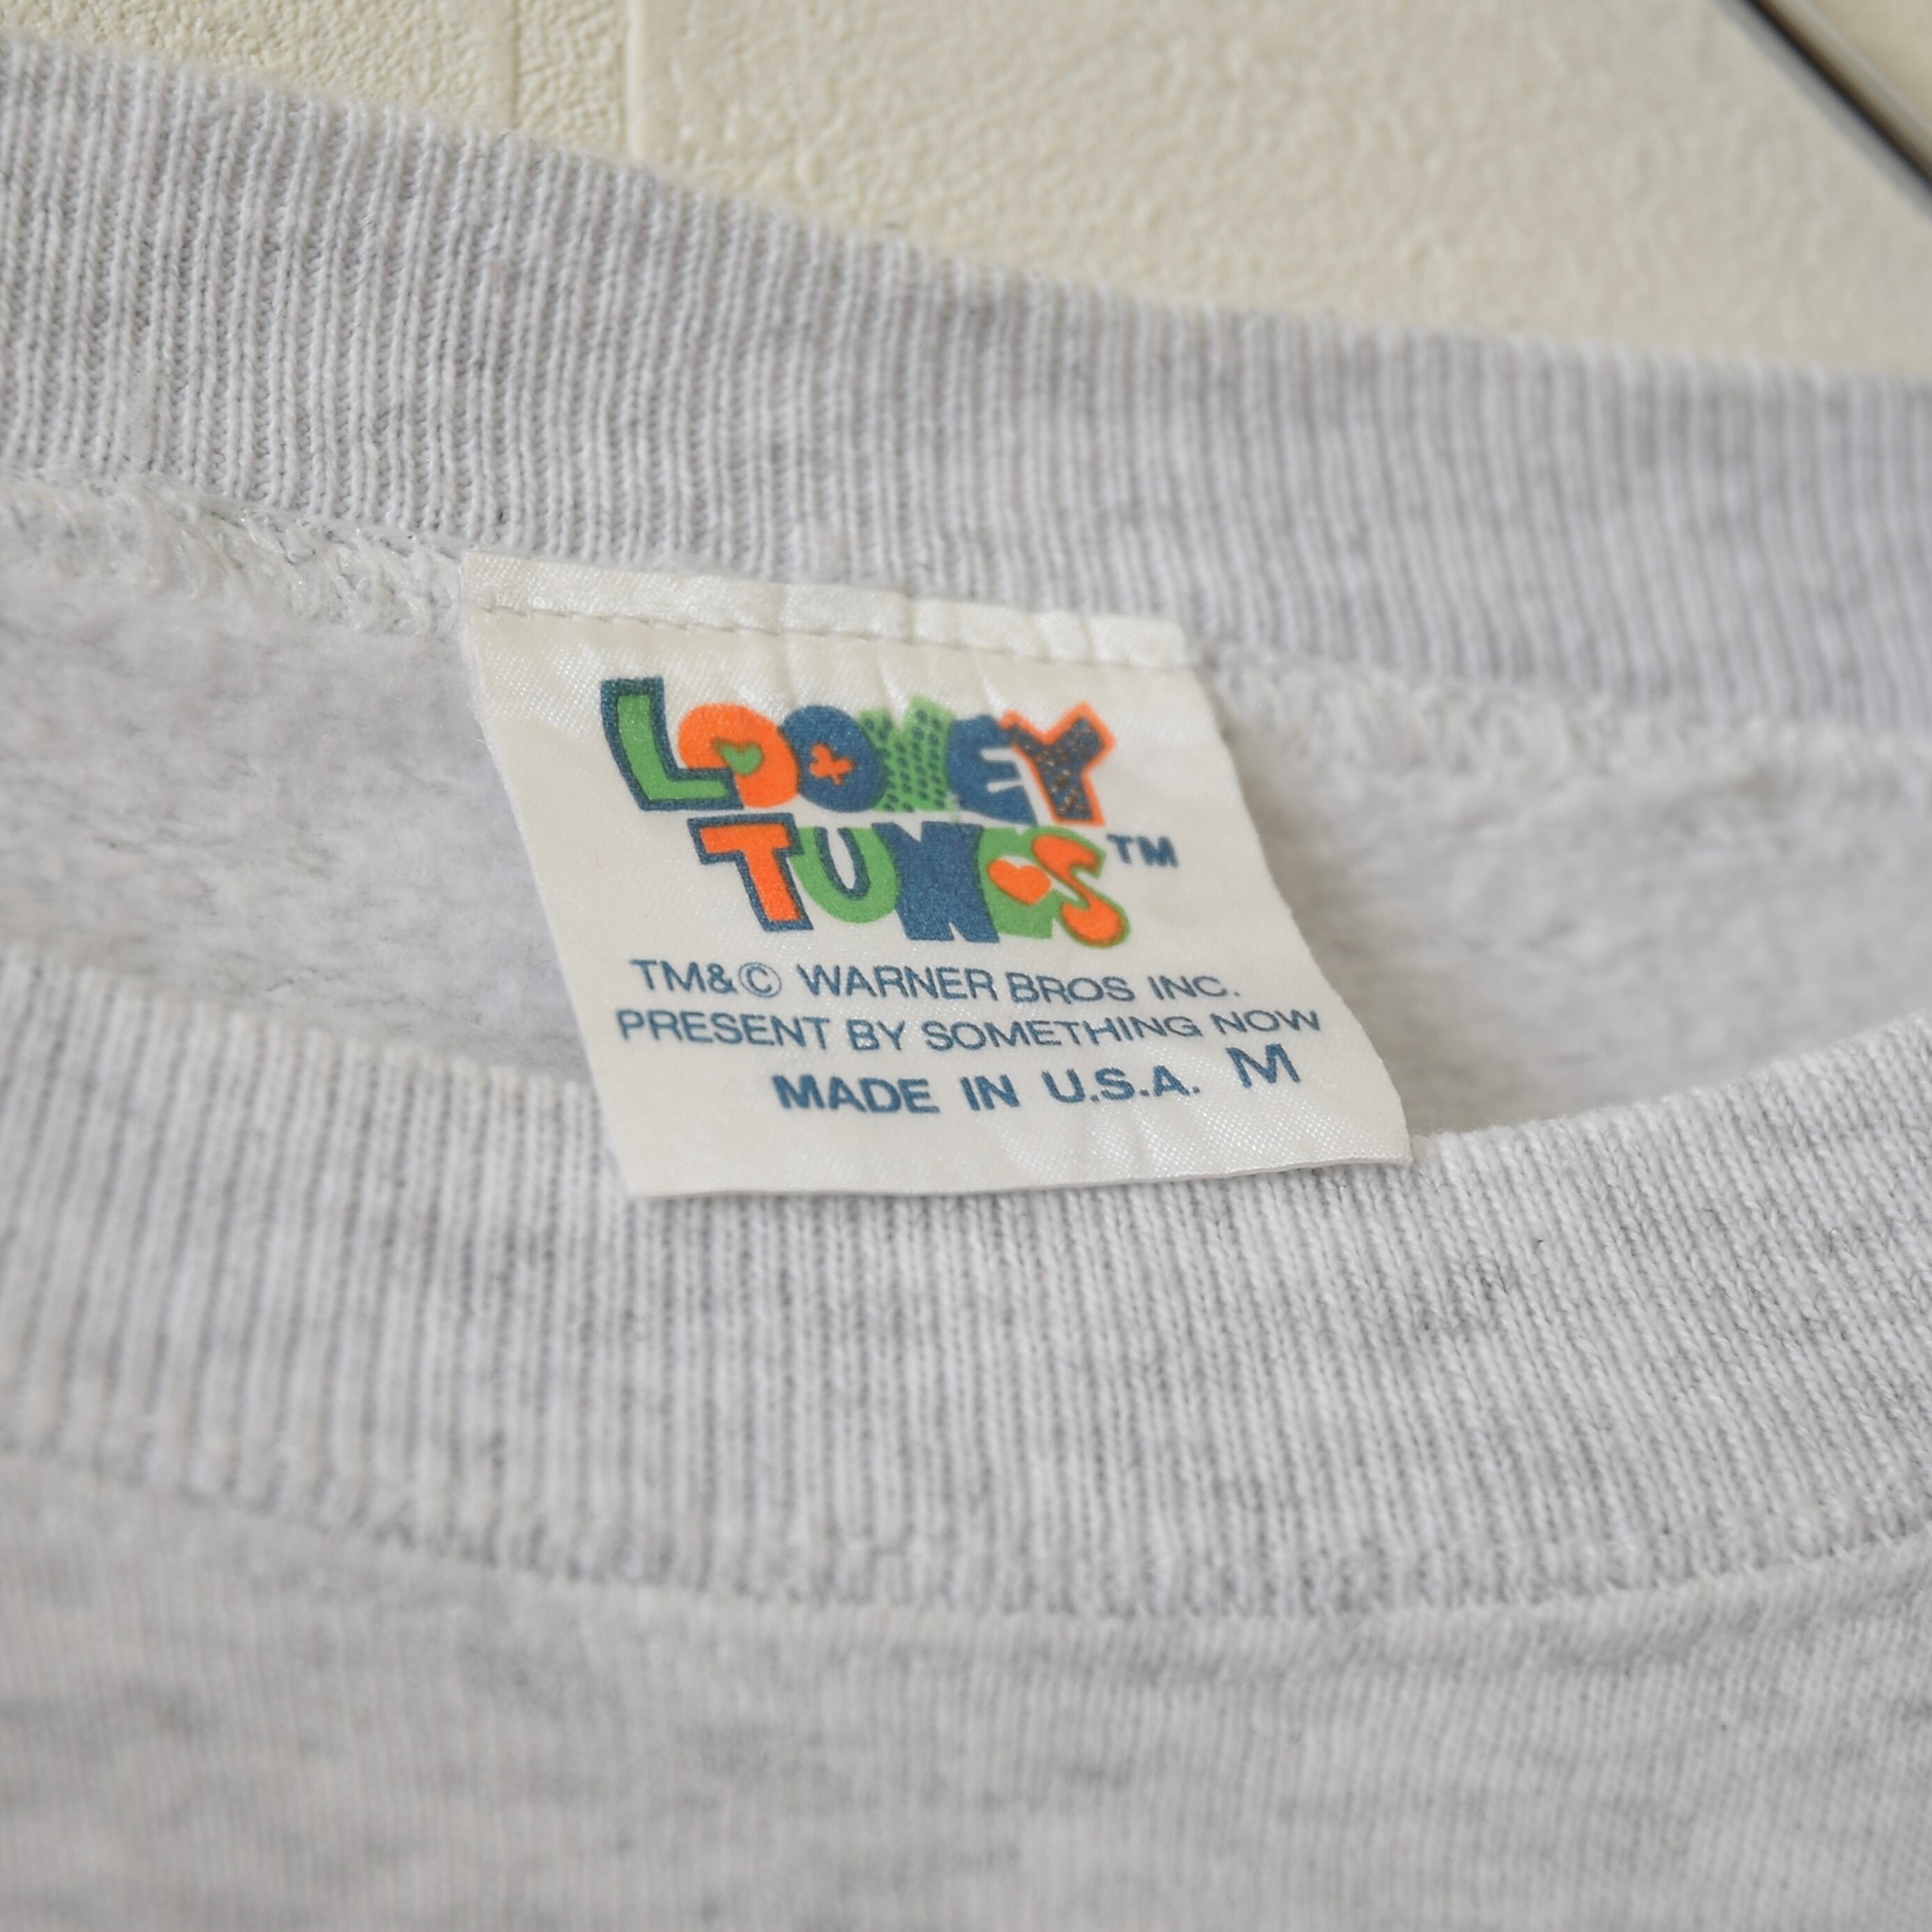 LOONEY
TUNES™
TM&© WARNER BROS INC.
PRESENT BY SOMETHING NOW
MADE IN U.S.A. M